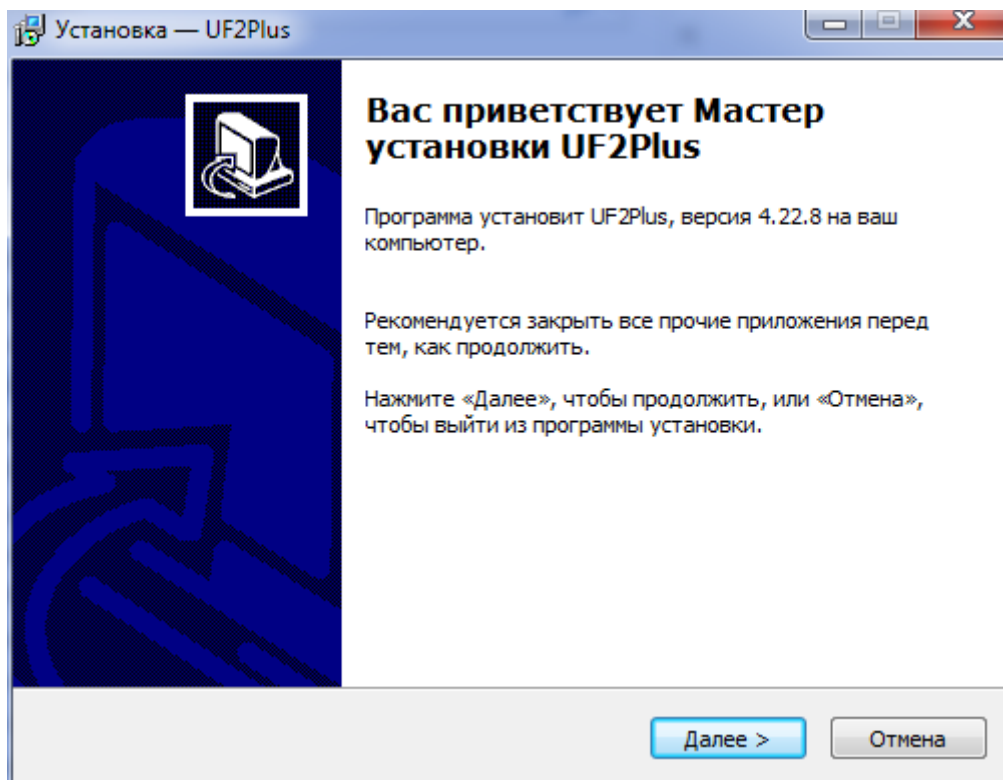 Установка — UF2Plus
Вас приветствует Мастер
установки UF2Plus
Программа установит UF2Plus, версия 4.22.8 на ваш
компьютер.
Рекомендуется закрыть все прочие приложения перед
тем, как продолжить.
Нажмите «Далее», чтобы продолжить, или «Отмена»,
чтобы выйти из программы установки.
Далее >
Отмена